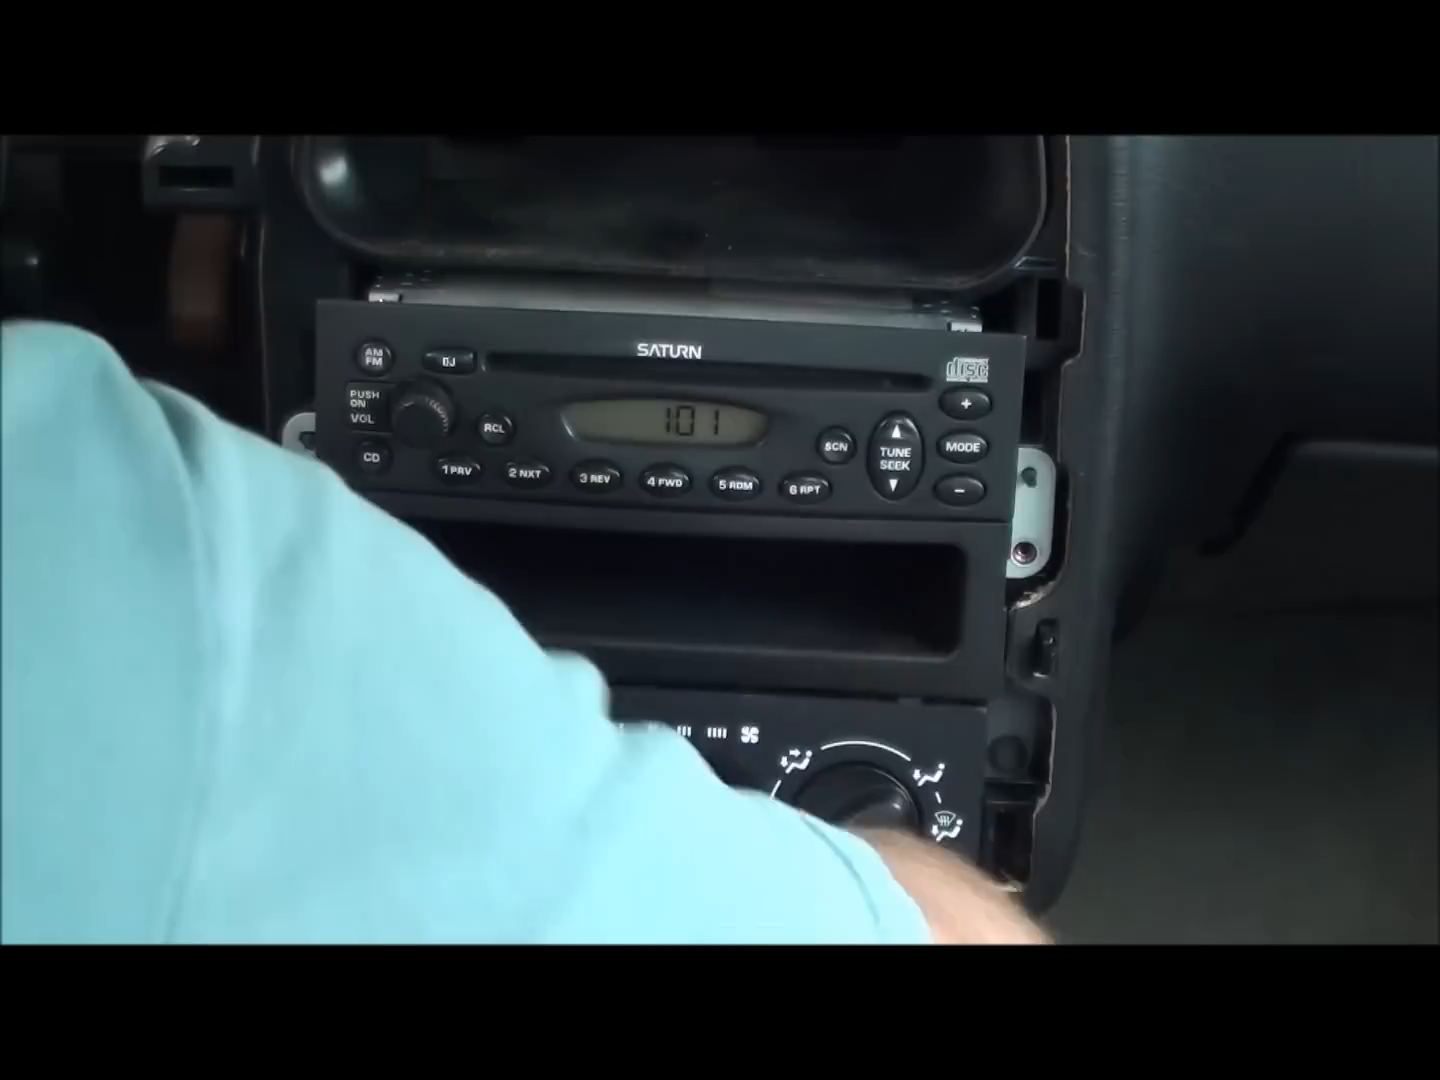 SATURN
AM
FM
DJ
disc
PUSH
ON
VOL
+
RCL
101
SCN
TUNE
SEEK
MODE
CD
1 PRV
2 NXT
3 REV
4 FWD
5 RDM
6 RPT
−